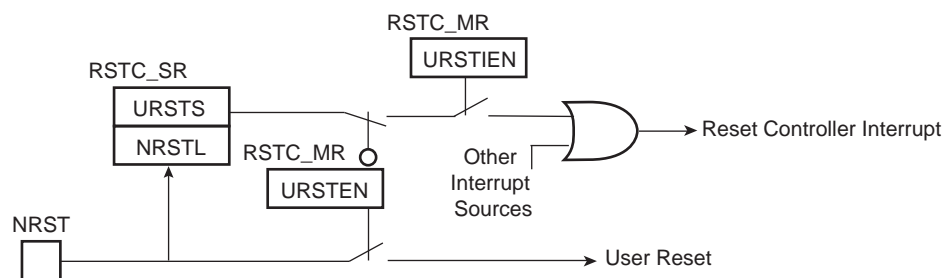 RSTC_MR
URSTIEN
RSTC_SR
URSTS
NRSTL
RSTC_MR
URSTEN
Other
Interrupt
Sources
Reset Controller Interrupt
NRST
User Reset